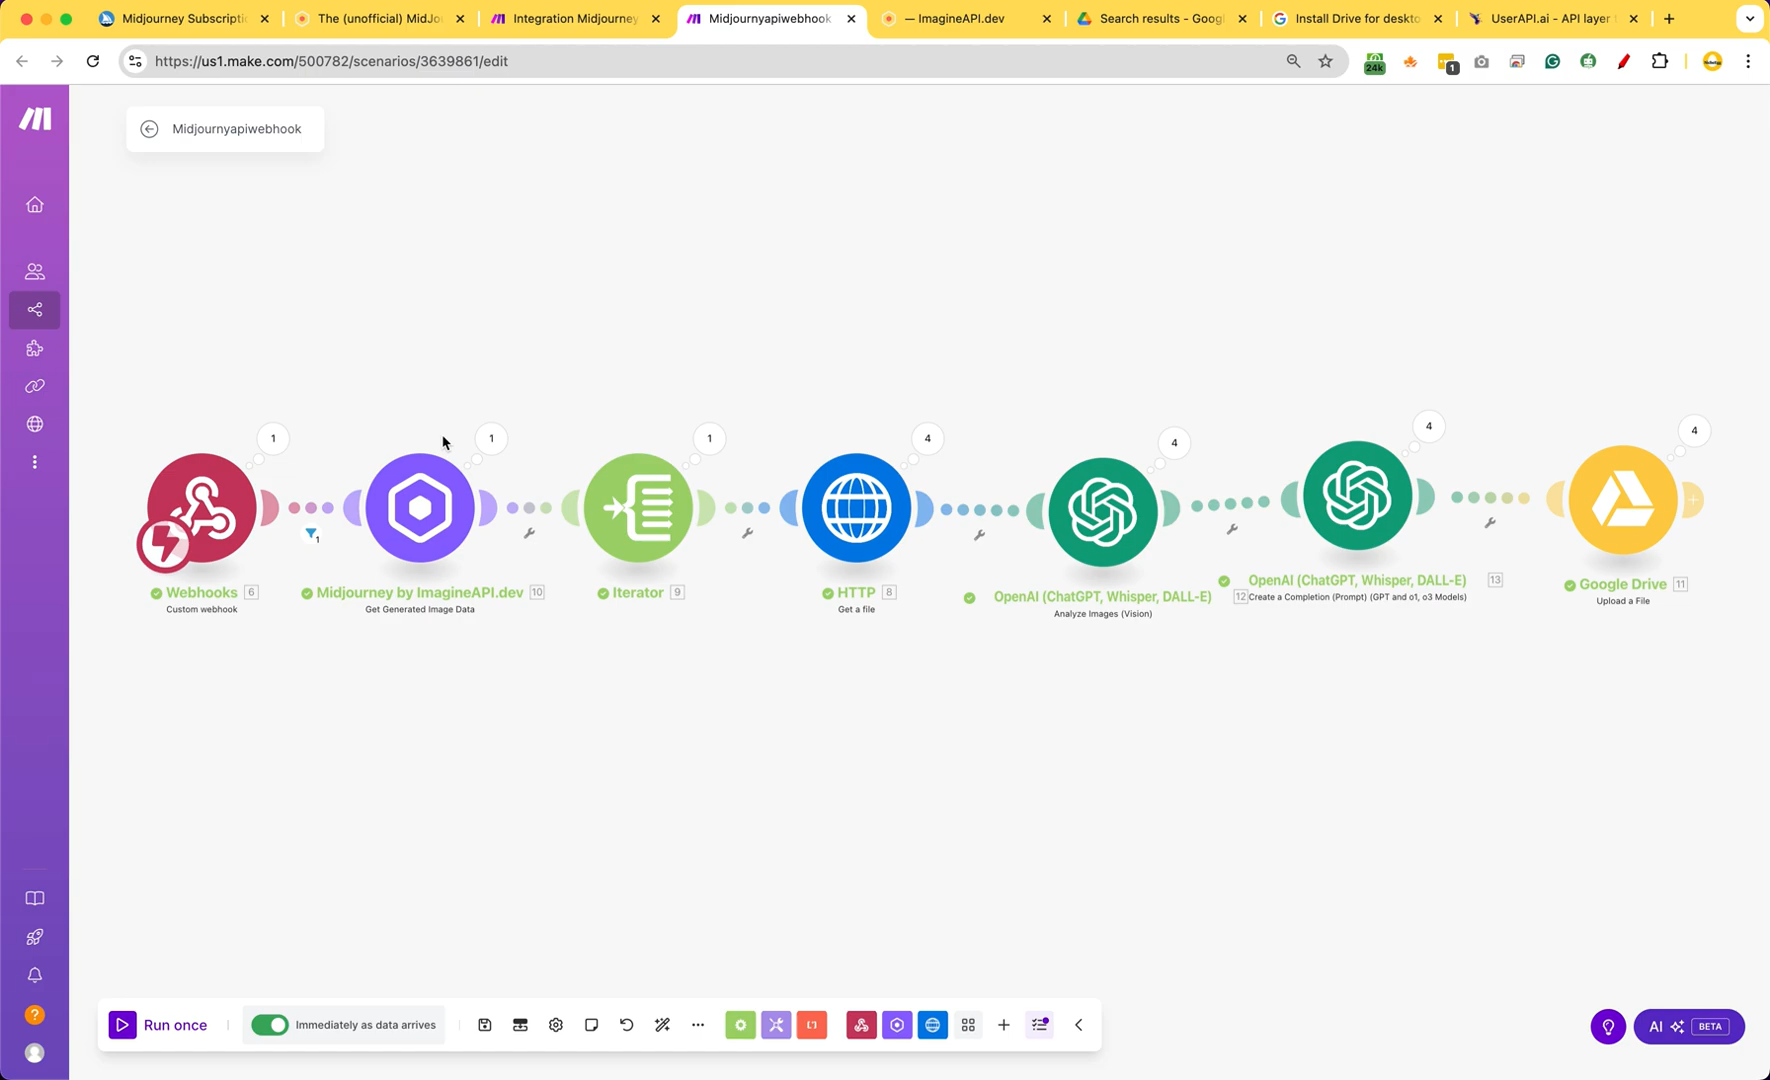 Midjourney Subscripti
The (unofficial) MidJo
Integration Midjourney
Midjournyapiwebhook
— ImagineAPI.dev
Search results - Googl
Install Drive for deskto
UserAPI.ai - API layer
https://us1.make.com/500782/scenarios/3639861/edit
24k
1
Midjournyapiwebhook
1
1
1
4
4
4
4
1
Webhooks 6
Custom webhook
Midjourney by ImagineAPI.dev 10
Get Generated Image Data
Iterator 9
HTTP 8
Get a file
OpenAI (ChatGPT, Whisper, DALL-E) 12
Analyze Images (Vision)
OpenAI (ChatGPT, Whisper, DALL-E) 13
Create a Completion (Prompt) (GPT and o1, o3 Models)
Google Drive 11
Upload a File
?
Run once
Immediately as data arrives
AI BETA